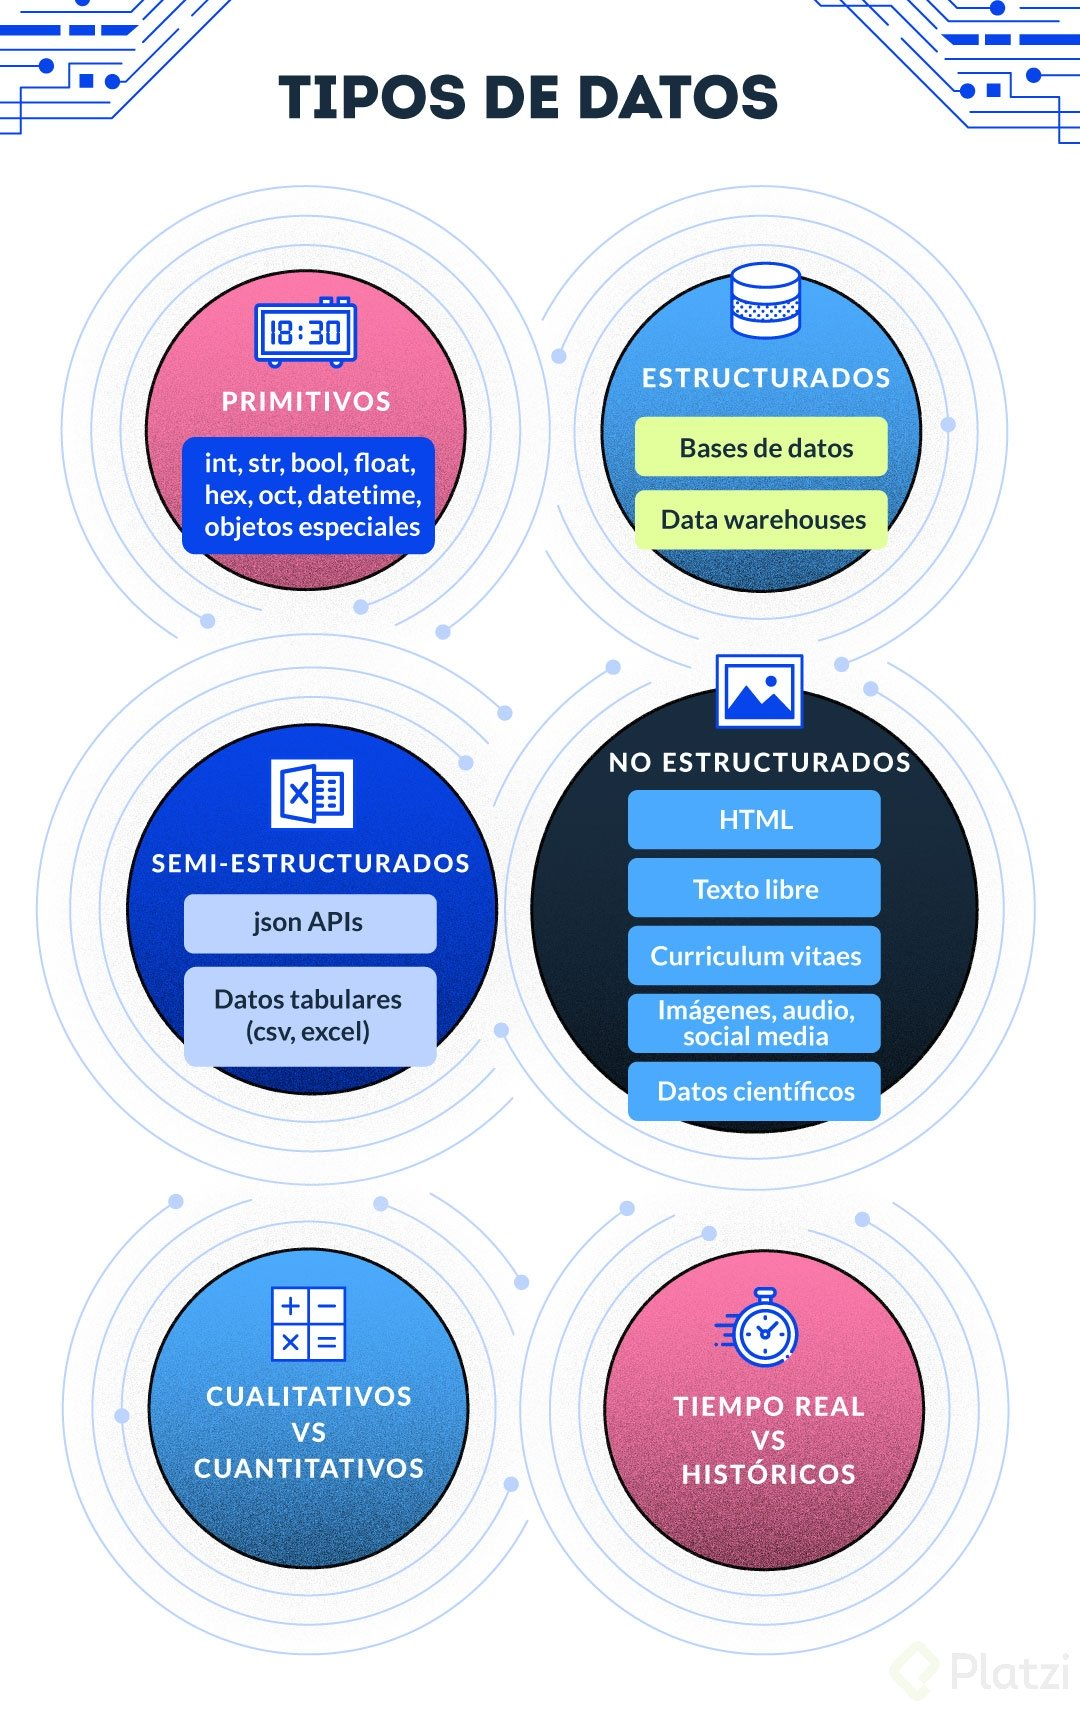 TIPOS DE DATOS
18:30
PRIMITIVOS
int, str, bool, float,
hex, oct, datetime,
objetos especiales
ESTRUCTURADOS
Bases de datos
Data warehouses
SEMI-ESTRUCTURADOS
json APIs
Datos tabulares
(csv, excel)
NO ESTRUCTURADOS
HTML
Texto libre
Curriculum vitaes
Imágenes, audio,
social media
Datos científicos
CUALITATIVOS
VS
CUANTITATIVOS
TIEMPO REAL
VS
HISTÓRICOS
Platzi